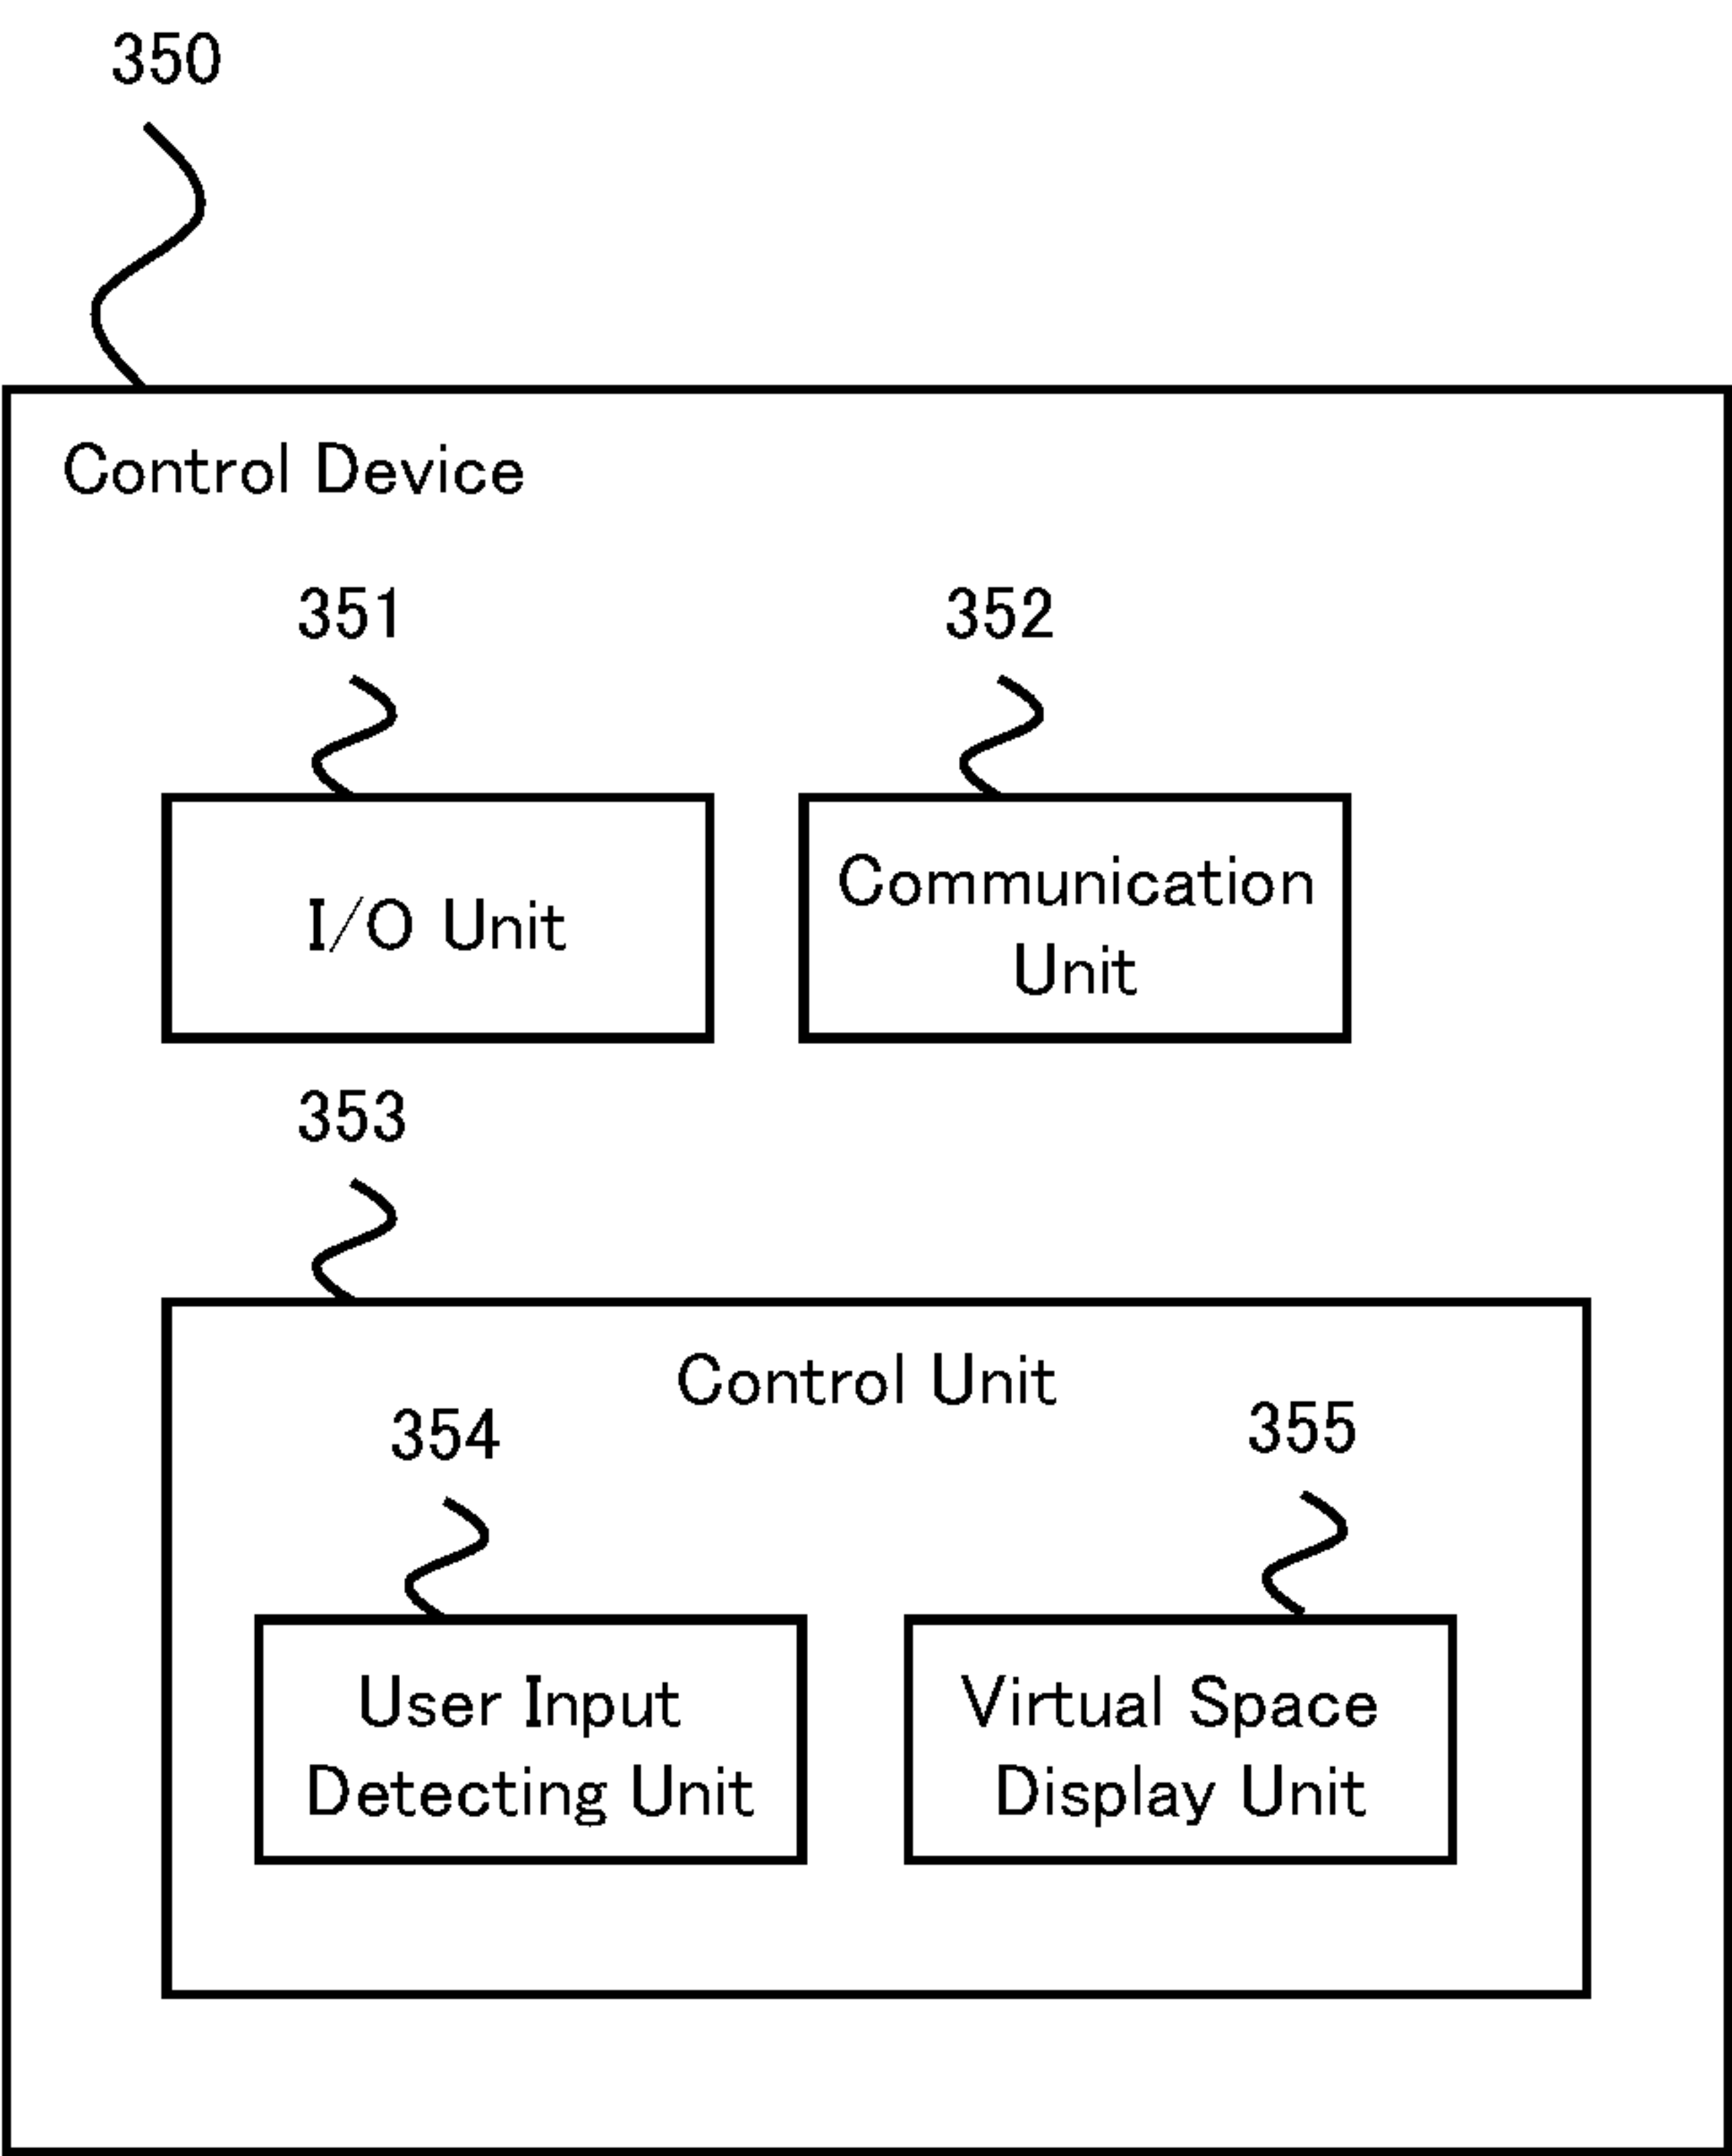 350
Control Device
351
352
I/O Unit
Communication
Unit
353
Control Unit
354
355
User Input
Detecting Unit
Virtual Space
Display Unit